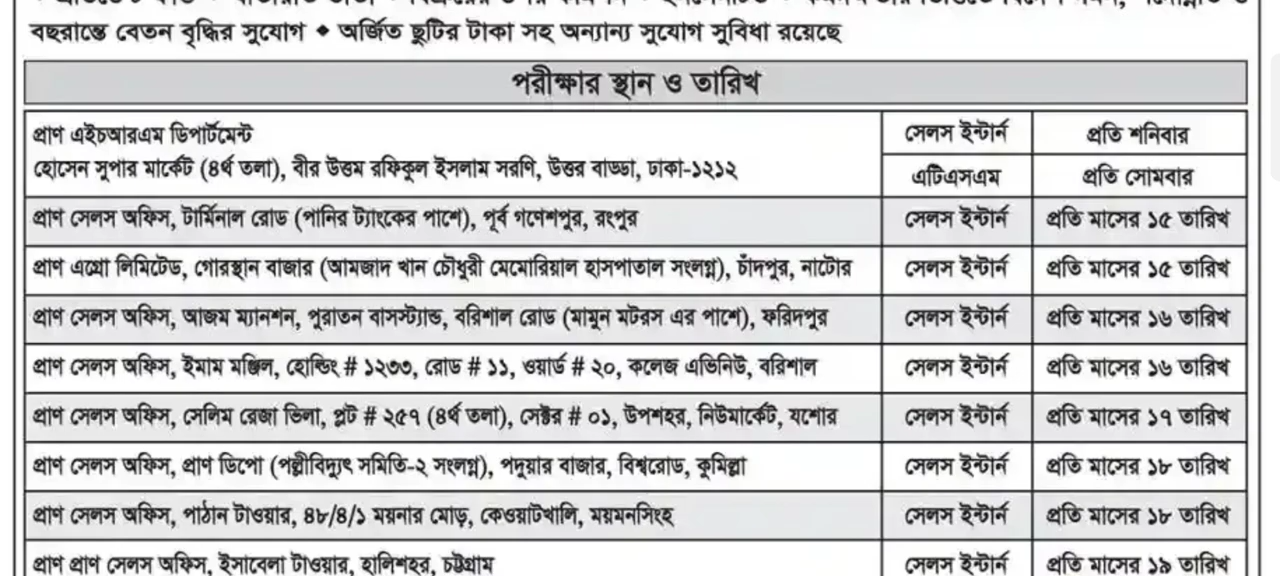 বছরান্তে বেতন বৃদ্ধির সুযোগ ◆ অর্জিত ছুটির টাকা সহ অন্যান্য সুযোগ সুবিধা রয়েছে
পরীক্ষার স্থান ও তারিখ
প্রাণ এইচআরএম ডিপার্টমেন্ট
হোসেন সুপার মার্কেট (৪র্থ তলা), বীর উত্তম রফিকুল ইসলাম সরণি, উত্তর বাড্ডা, ঢাকা-১২১২
সেলস ইন্টার্ন প্রতি শনিবার
এটিএসএম প্রতি সোমবার
প্রাণ সেলস অফিস, টার্মিনাল রোড (পানির ট্যাংকের পাশে), পূর্ব গণেশপুর, রংপুর সেলস ইন্টার্ন প্রতি মাসের ১৫ তারিখ
প্রাণ এগ্রো লিমিটেড, গোরস্থান বাজার (আমজাদ খান চৌধুরী মেমোরিয়াল হাসপাতাল সংলগ্ন), চাঁদপুর, নাটোর সেলস ইন্টার্ন প্রতি মাসের ১৫ তারিখ
প্রাণ সেলস অফিস, আজম ম্যানশন, পুরাতন বাসস্ট্যান্ড, বরিশাল রোড (মামুন মটরস এর পাশে), ফরিদপুর সেলস ইন্টার্ন প্রতি মাসের ১৬ তারিখ
প্রাণ সেলস অফিস, ইমাম মঞ্জিল, হোল্ডিং # ১২৩৩, রোড # ১১, ওয়ার্ড # ২০, কলেজ এভিনিউ, বরিশাল সেলস ইন্টার্ন প্রতি মাসের ১৬ তারিখ
প্রাণ সেলস অফিস, সেলিম রেজা ভিলা, প্লট # ২৫৭ (৪র্থ তলা), সেক্টর # ০১, উপশহর, নিউমার্কেট, যশোর সেলস ইন্টার্ন প্রতি মাসের ১৭ তারিখ
প্রাণ সেলস অফিস, প্রাণ ডিপো (পল্লীবিদ্যুৎ সমিতি-২ সংলগ্ন), পদুয়ার বাজার, বিশ্বরোড, কুমিল্লা সেলস ইন্টার্ন প্রতি মাসের ১৮ তারিখ
প্রাণ সেলস অফিস, পাঠান টাওয়ার, ৪৮/৪/১ ময়নার মোড়, কেওয়াটখালি, ময়মনসিংহ সেলস ইন্টার্ন প্রতি মাসের ১৮ তারিখ
প্রাণ প্রাণ সেলস অফিস, ইসাবেলা টাওয়ার, হালিশহর, চট্টগ্রাম সেলস ইন্টার্ন প্রতি মাসের ১৯ তারিখ